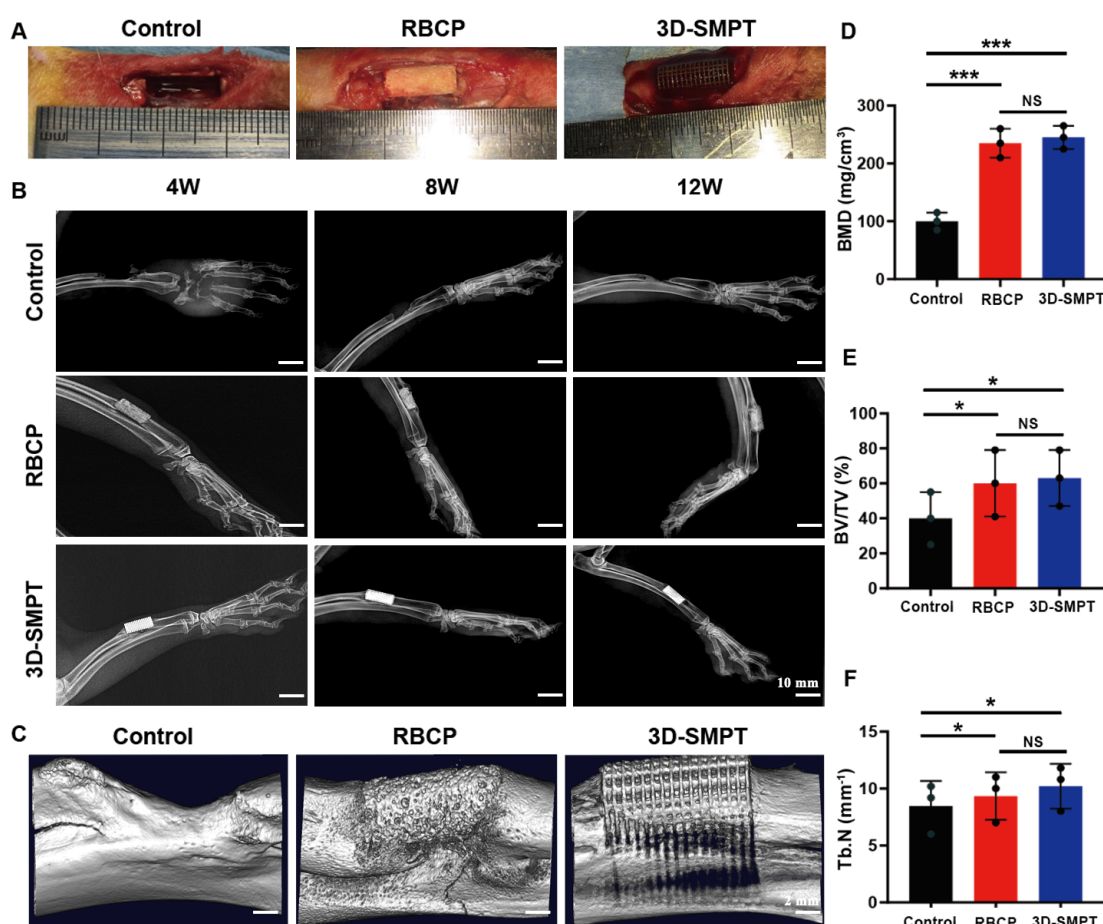 A
Control
RBCP
3D-SMPT
B
4W
8W
12W
Control
RBCP
3D-SMPT
10 mm
C
Control
RBCP
3D-SMPT
2 mm
D
***
***
NS
BMD (mg/cm³)
300
200
100
0
Control
RBCP
3D-SMPT
E
*
*
NS
BV/TV (%)
100
80
60
40
20
0
Control
RBCP
3D-SMPT
F
*
*
NS
Tb.N (mm⁻¹)
15
10
5
0
Control
RBCP
3D-SMPT